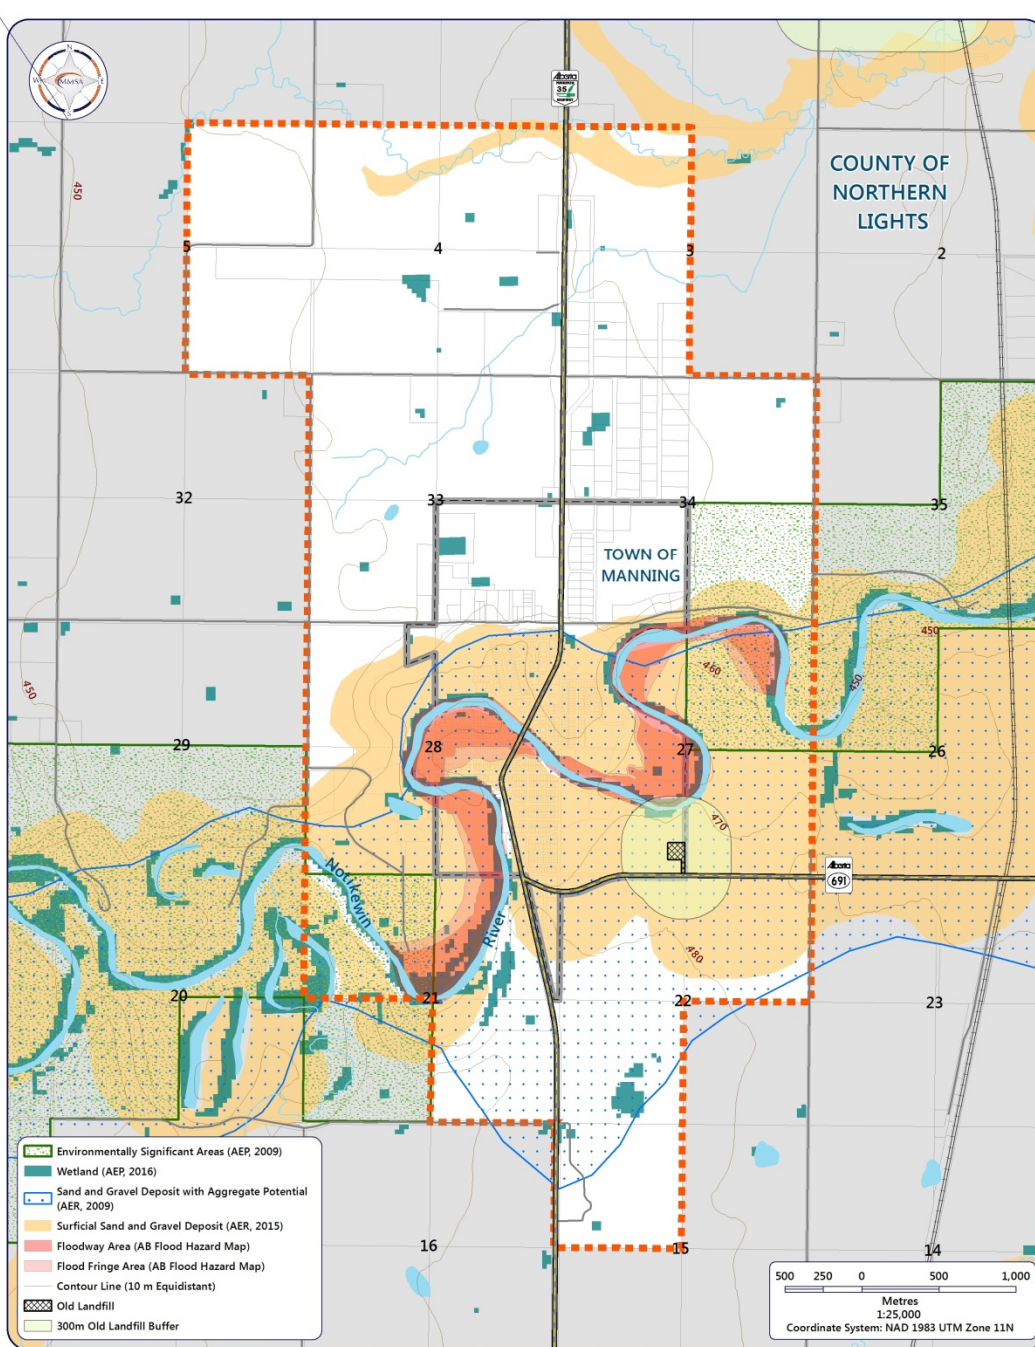 N
W
MMSA
E
S
Alberta
35
450
COUNTY OF
NORTHERN
LIGHTS
5
4
3
2
32
33
34
35
TOWN OF
MANNING
450
460
450
450
29
28
27
26
470
Alberta
691
Notikewin
River
480
20
21
22
23
16
15
14
Environmentally Significant Areas (AEP, 2009)
Wetland (AEP, 2016)
Sand and Gravel Deposit with Aggregate Potential
(AER, 2009)
Surficial Sand and Gravel Deposit (AER, 2015)
Floodway Area (AB Flood Hazard Map)
Flood Fringe Area (AB Flood Hazard Map)
Contour Line (10 m Equidistant)
Old Landfill
300m Old Landfill Buffer
500 250 0 500 1,000
Metres
1:25,000
Coordinate System: NAD 1983 UTM Zone 11N